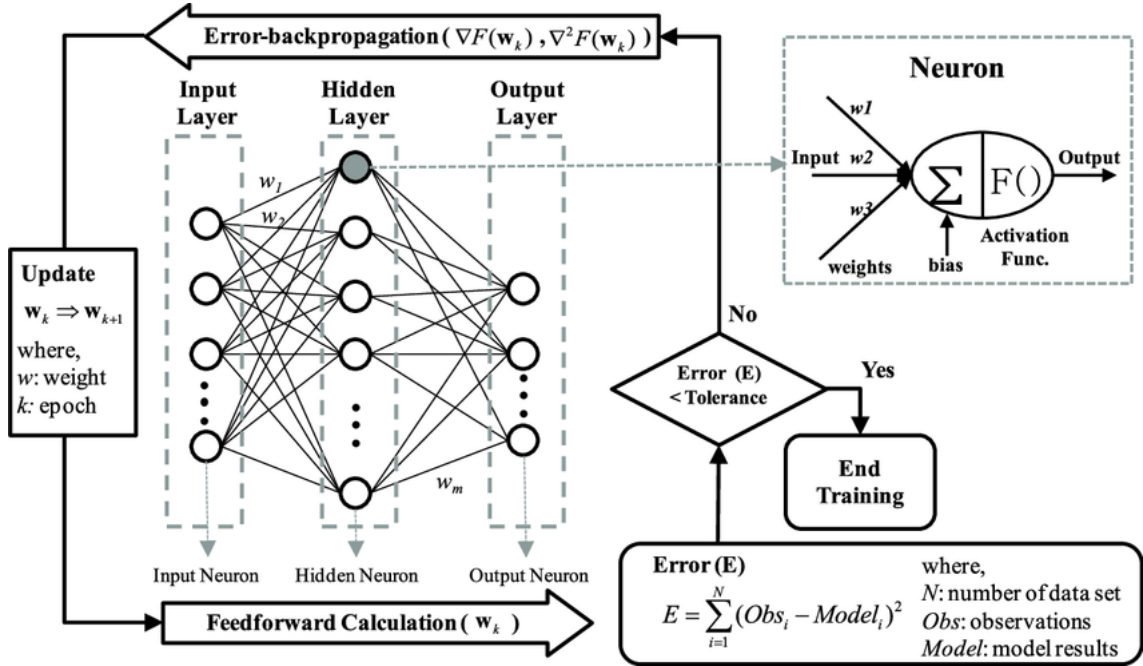 Error-backpropagation ( ∇F(w_k) , ∇²F(w_k) )
Input
Layer
Hidden
Layer
Output
Layer
w_1
w_2
w_m
Input Neuron
Hidden Neuron
Output Neuron
Update
w_k ⇒ w_{k+1}
where,
w: weight
k: epoch
Feedforward Calculation ( w_k )
Neuron
w1
Input w2
w3
weights
bias
Σ
F()
Output
Activation
Func.
No
Error (E)
< Tolerance
Yes
End
Training
Error (E)
E = \sum_{i=1}^{N} (Obs_i − Model_i)²
where,
N: number of data set
Obs: observations
Model: model results